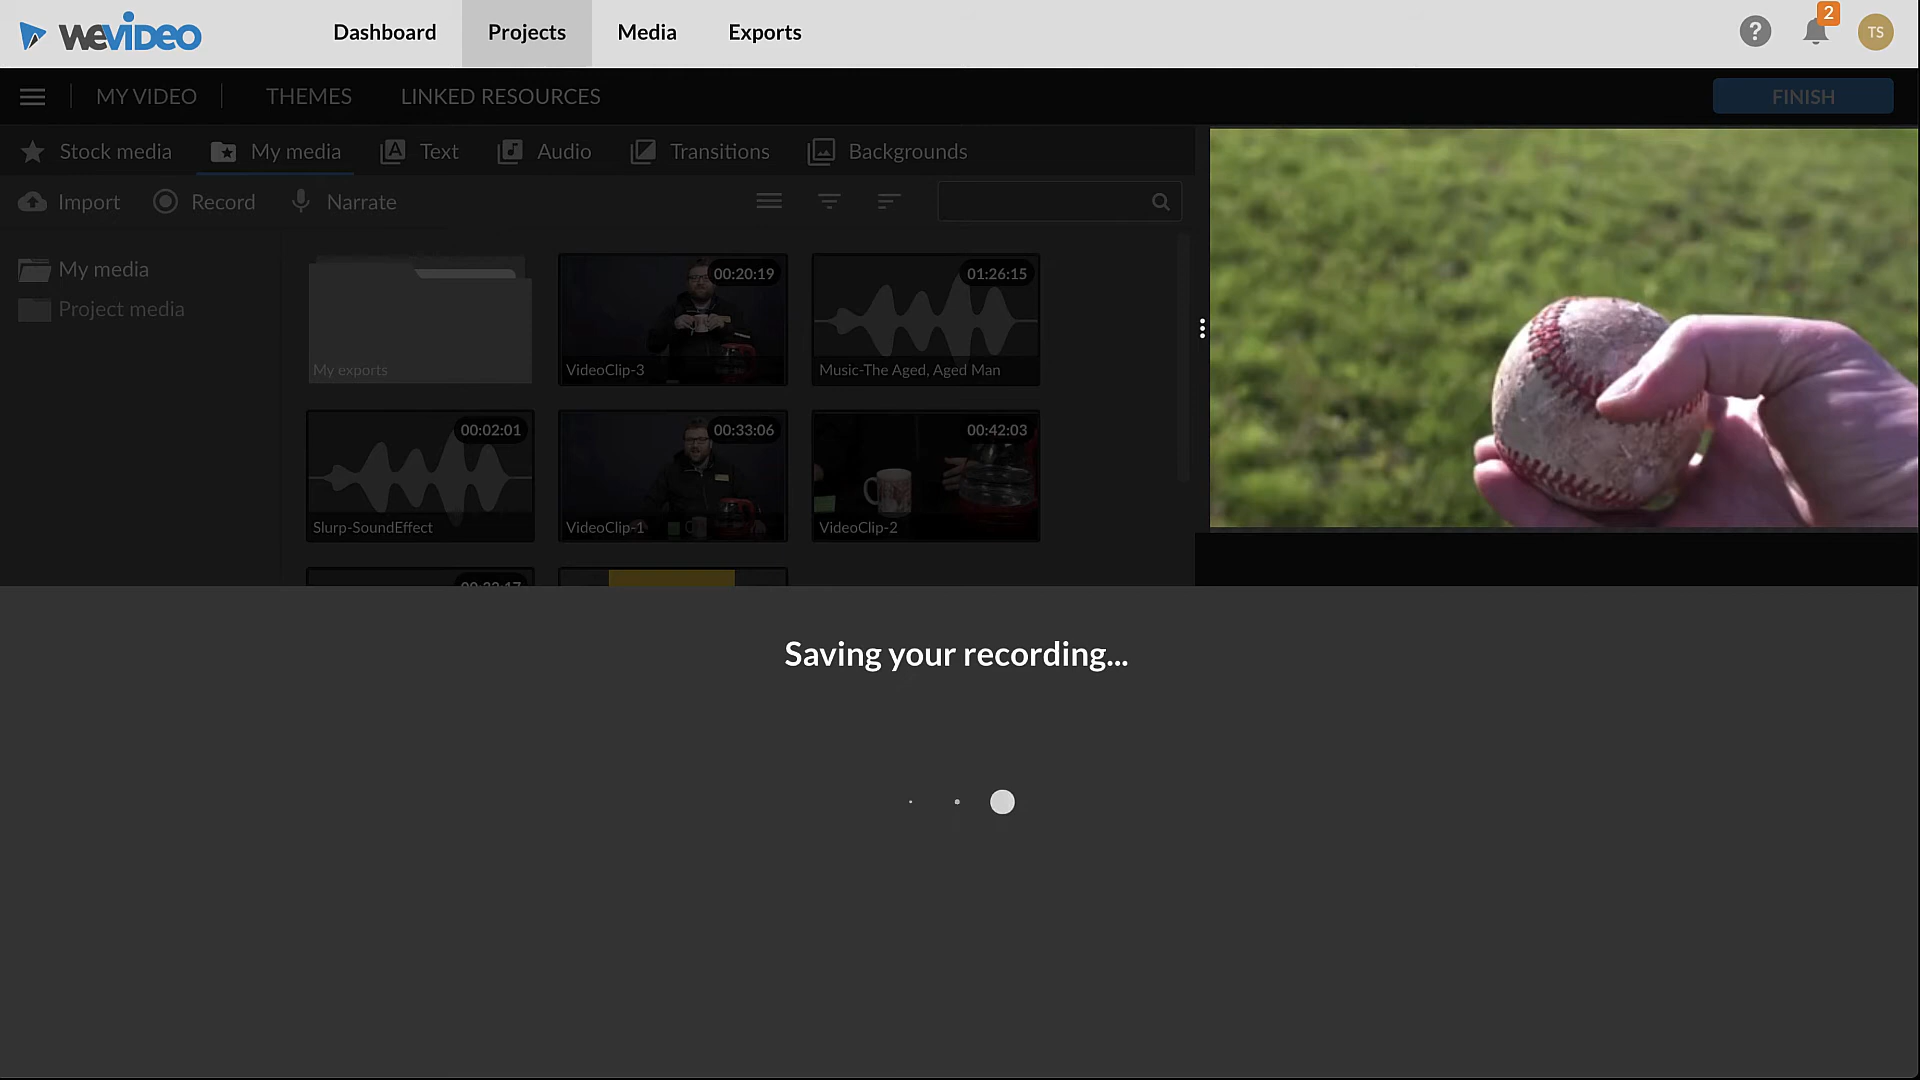 WEVIDEO
Dashboard
Projects
Media
Exports
?
2
TS
MY VIDEO
THEMES
LINKED RESOURCES
FINISH
Stock media
My media
Text
Audio
Transitions
Backgrounds
Import
Record
Narrate
My media
Project media
My exports
00:20:19
VideoClip-3
01:26:15
Music-The Aged, Aged Man
00:02:01
Slurp-SoundEffect
00:33:06
VideoClip-1
00:42:03
VideoClip-2
Saving your recording...